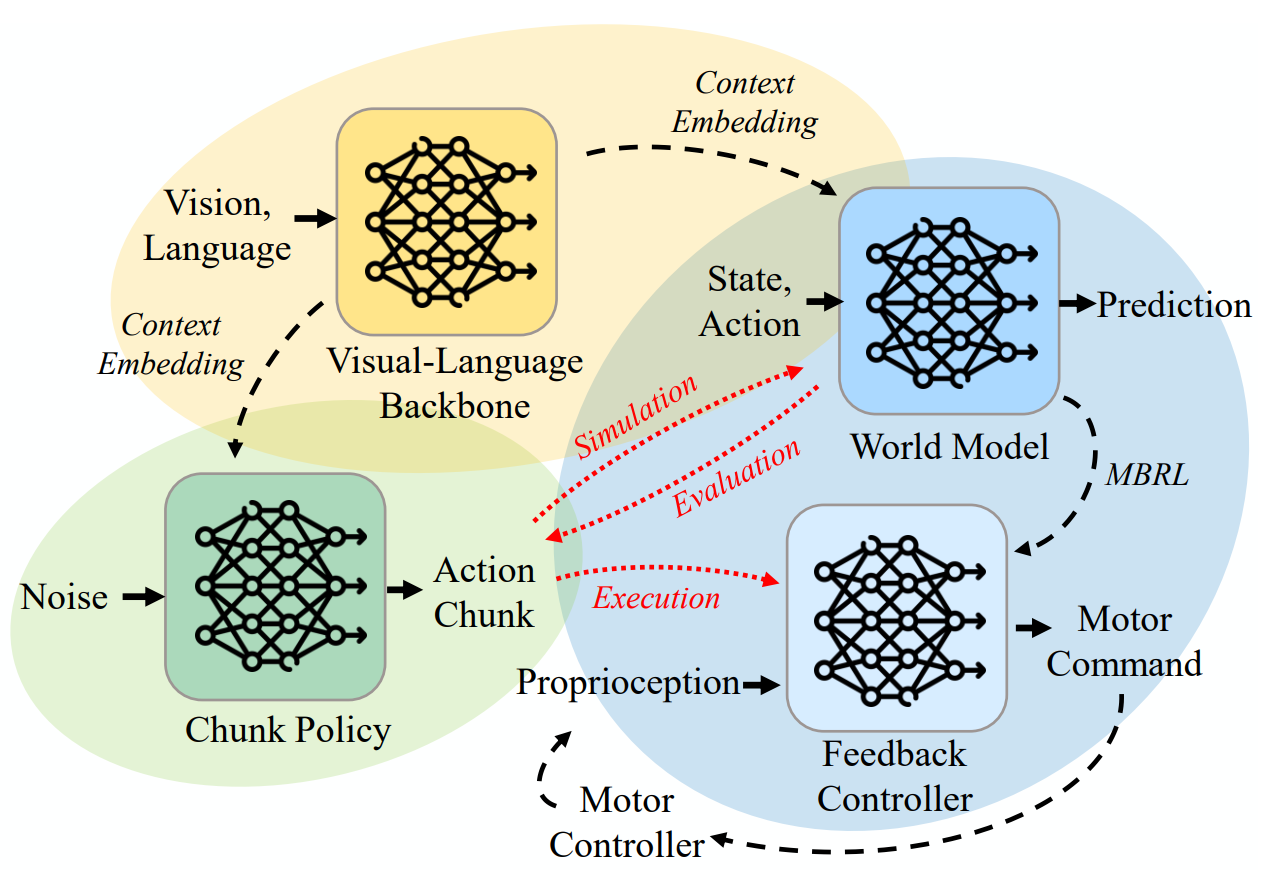 Context
Embedding
Vision,
Language
State,
Action
Prediction
Context
Embedding
Visual-Language
Backbone
Simulation
Evaluation
World Model
MBRL
Noise
Action
Chunk
Execution
Motor
Command
Proprioception
Chunk Policy
Feedback
Controller
Motor
Controller